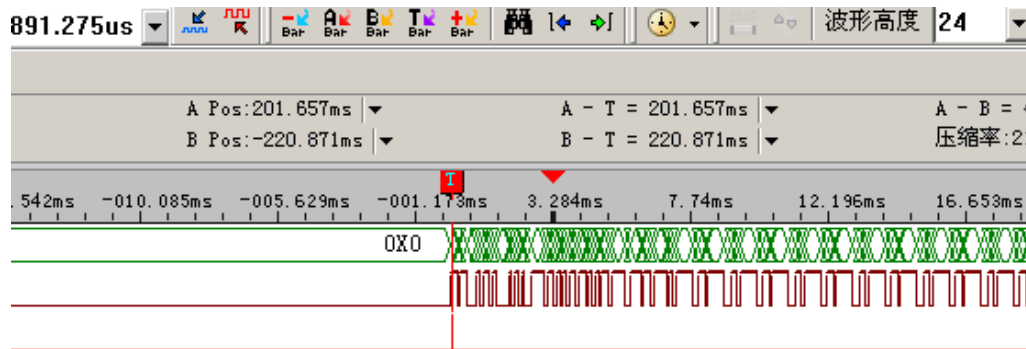 891.275us Bar Bar Bar Bar Bar 波形高度 24
A Pos:201.657ms A - T = 201.657ms A - B =
B Pos:-220.871ms B - T = 220.871ms 压缩率:2
T
.542ms -010.085ms -005.629ms -001.173ms 3.284ms 7.74ms 12.196ms 16.653ms
0X0